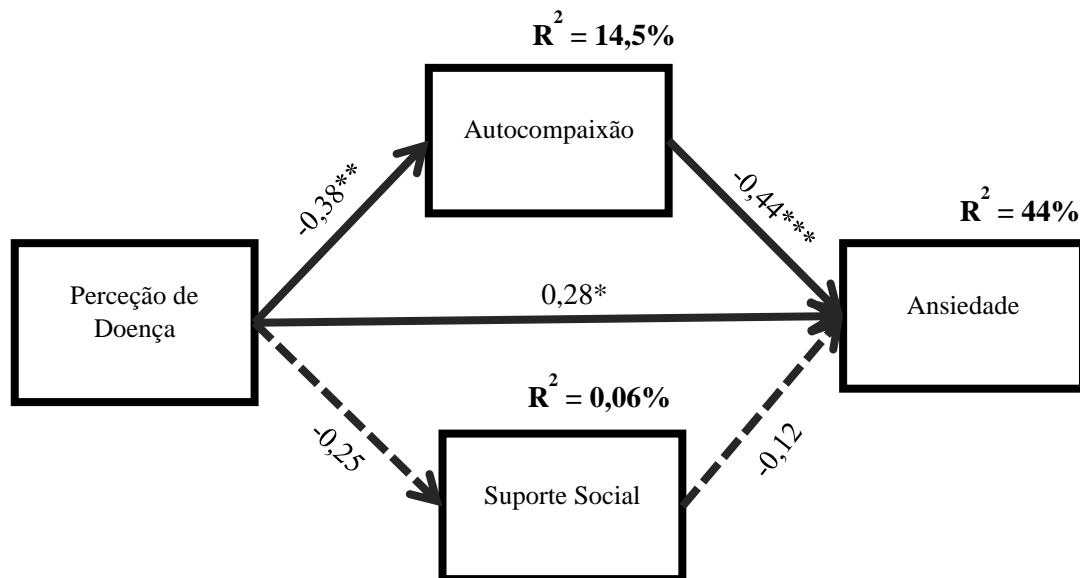 R² = 14,5%
Autocompaixão
-0,38**
-0,44***
R² = 44%
Perceção de
Doença
0,28*
Ansiedade
R² = 0,06%
-0,25
-0,12
Suporte Social